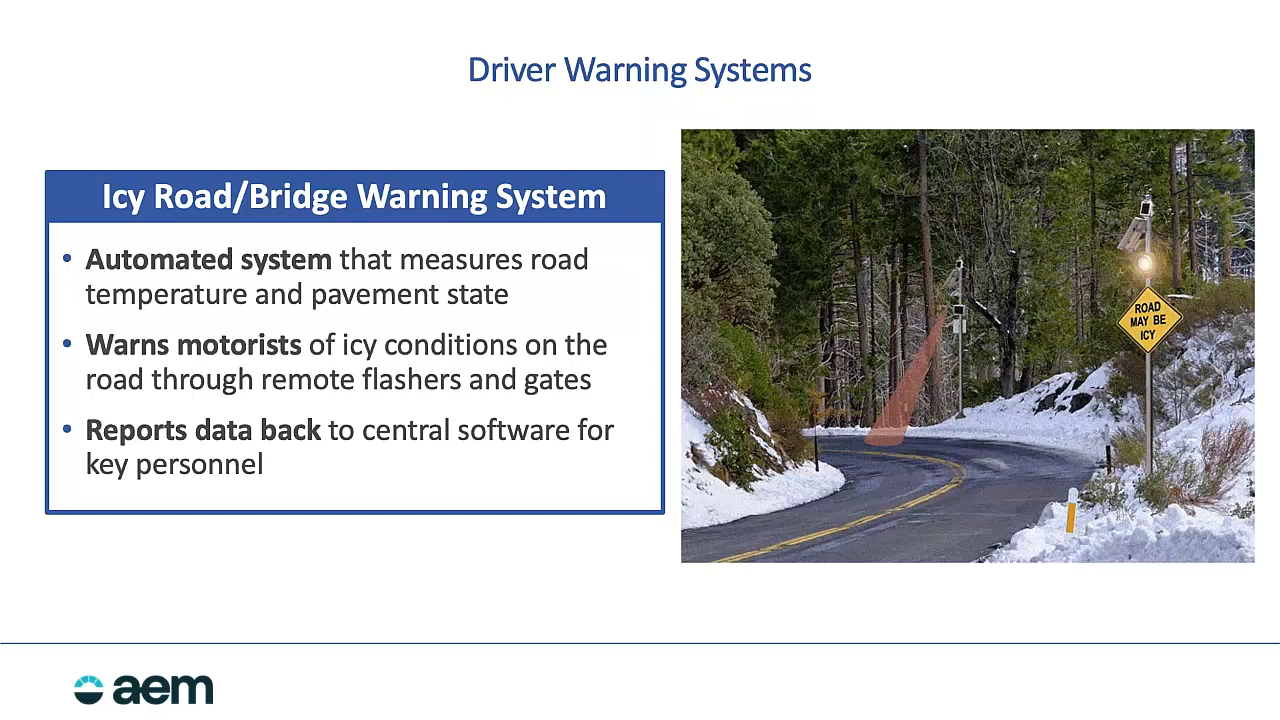 Driver Warning Systems
Icy Road/Bridge Warning System
• Automated system that measures road
temperature and pavement state
• Warns motorists of icy conditions on the
road through remote flashers and gates
• Reports data back to central software for
key personnel
ROAD
MAY BE
ICY
aem